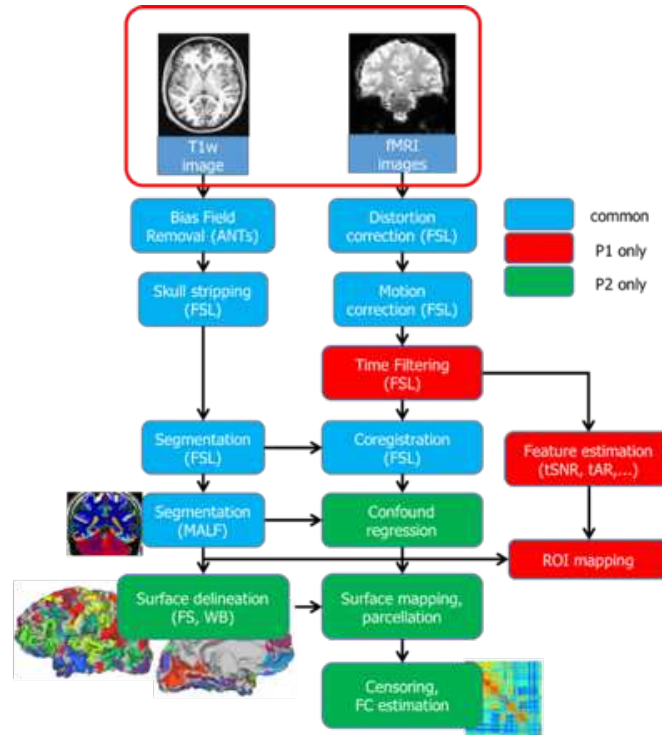 T1w
image
fMRI
images
Bias Field
Removal (ANTs)
Distortion
correction (FSL)
common
P1 only
P2 only
Skull stripping
(FSL)
Motion
correction (FSL)
Time Filtering
(FSL)
Segmentation
(FSL)
Coregistration
(FSL)
Feature estimation
(tSNR, tAR,...)
Segmentation
(MALF)
Confound
regression
ROI mapping
Surface delineation
(FS, WB)
Surface mapping,
parcellation
Censoring,
FC estimation